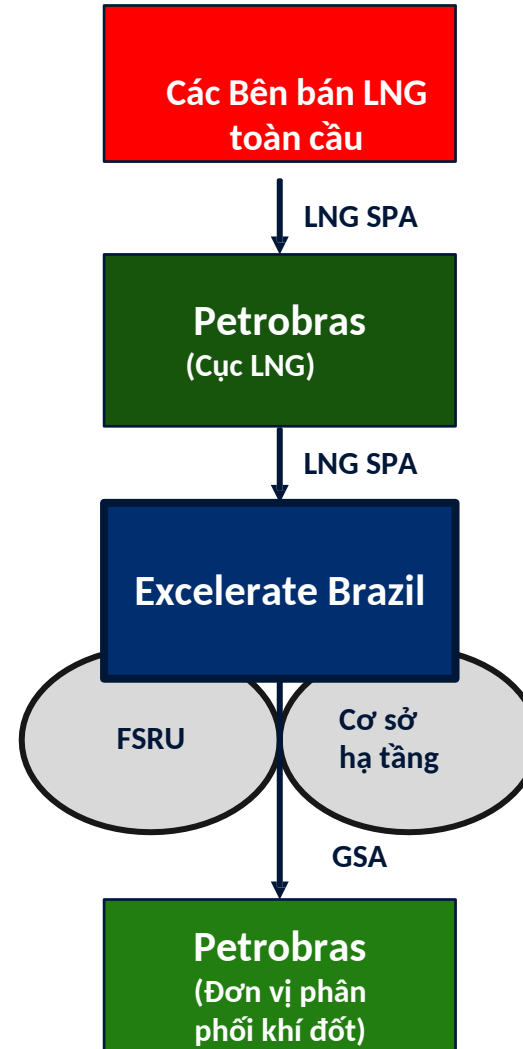 Các Bên bán LNG
toàn cầu
LNG SPA
Petrobras
(Cục LNG)
LNG SPA
Excelerate Brazil
FSRU
Cơ sở
hạ tầng
GSA
Petrobras
(Đơn vị phân
phối khí đốt)